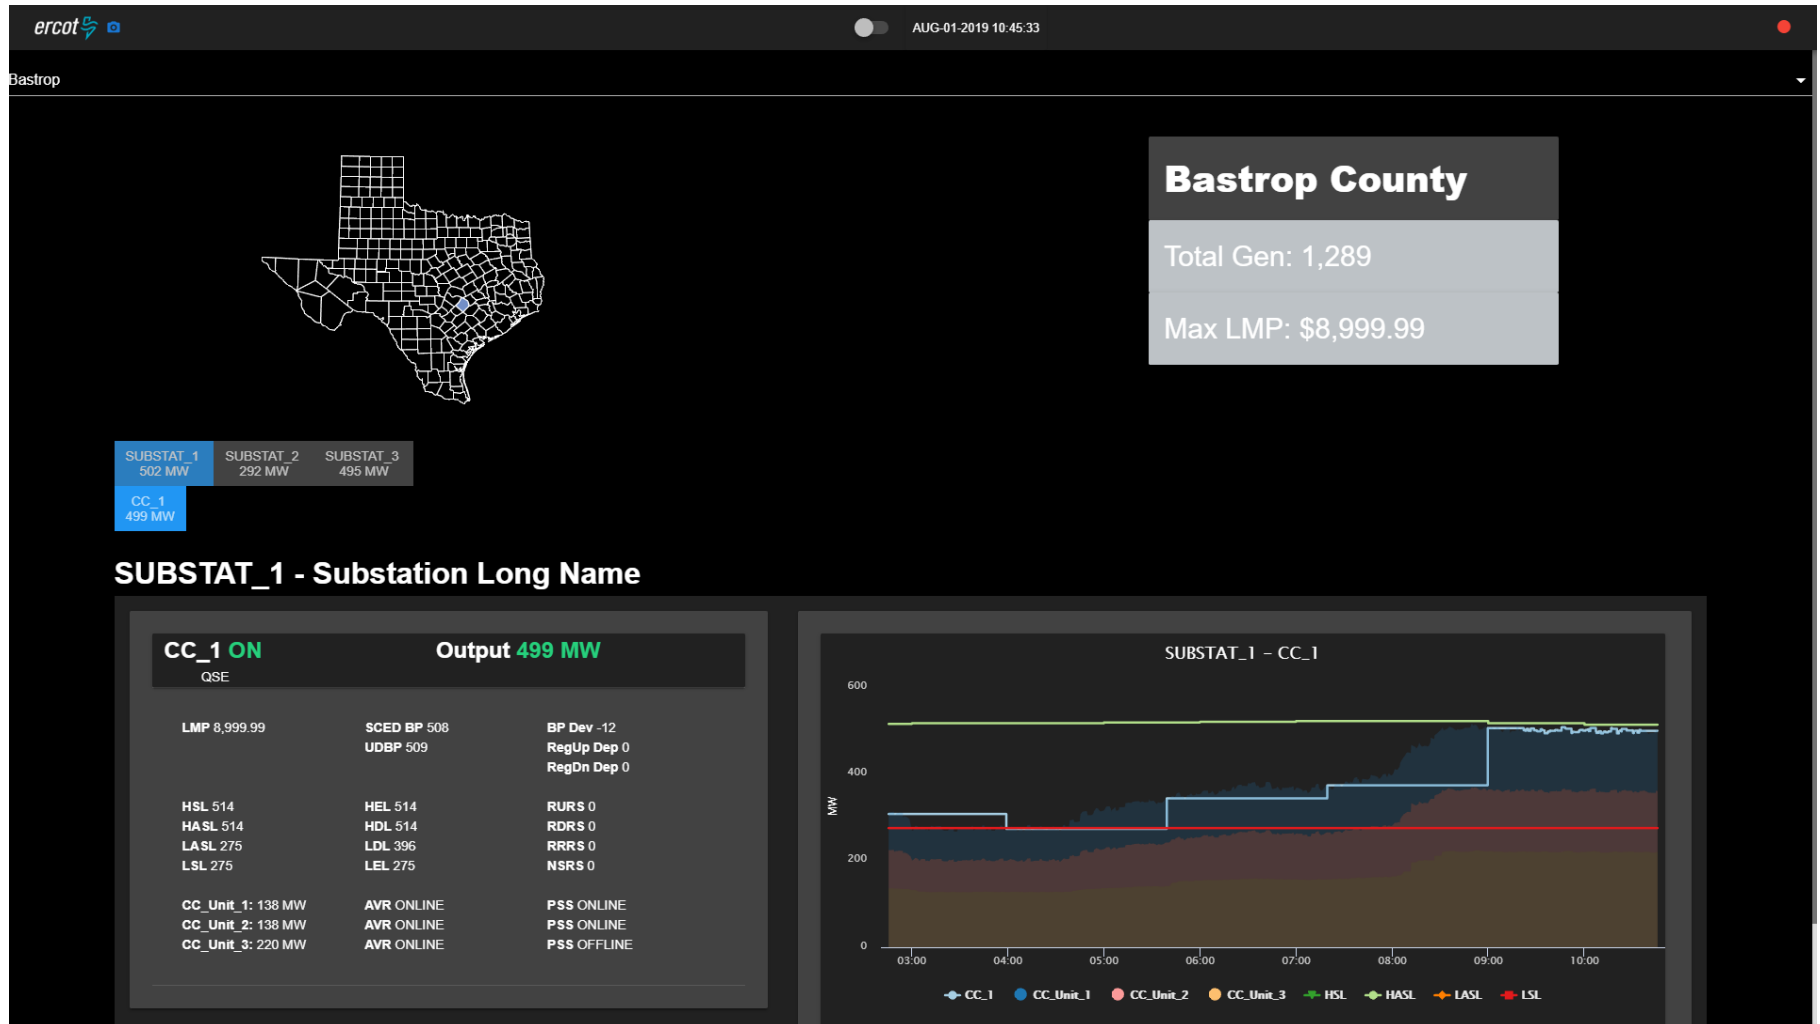 ercot
AUG-01-2019 10:45:33
Bastrop
Bastrop County
Total Gen: 1,289
Max LMP: $8,999.99
SUBSTAT_1 SUBSTAT_2 SUBSTAT_3
502 MW 292 MW 495 MW
CC_1
499 MW
SUBSTAT_1 - Substation Long Name
CC_1 ON Output 499 MW
QSE
LMP 8,999.99 SCED BP 508 BP Dev -12
UDBP 509 RegUp Dep 0
RegDn Dep 0
HSL 514 HEL 514 RURS 0
HASL 514 HDL 514 RDRS 0
LASL 275 LDL 396 RRRS 0
LSL 275 LEL 275 NSRS 0
CC_Unit_1: 138 MW AVR ONLINE PSS ONLINE
CC_Unit_2: 138 MW AVR ONLINE PSS ONLINE
CC_Unit_3: 220 MW AVR ONLINE PSS OFFLINE
SUBSTAT_1 - CC_1
600
400
MW
200
0
03:00 04:00 05:00 06:00 07:00 08:00 09:00 10:00
CC_1 CC_Unit_1 CC_Unit_2 CC_Unit_3 HSL HASL LASL LSL